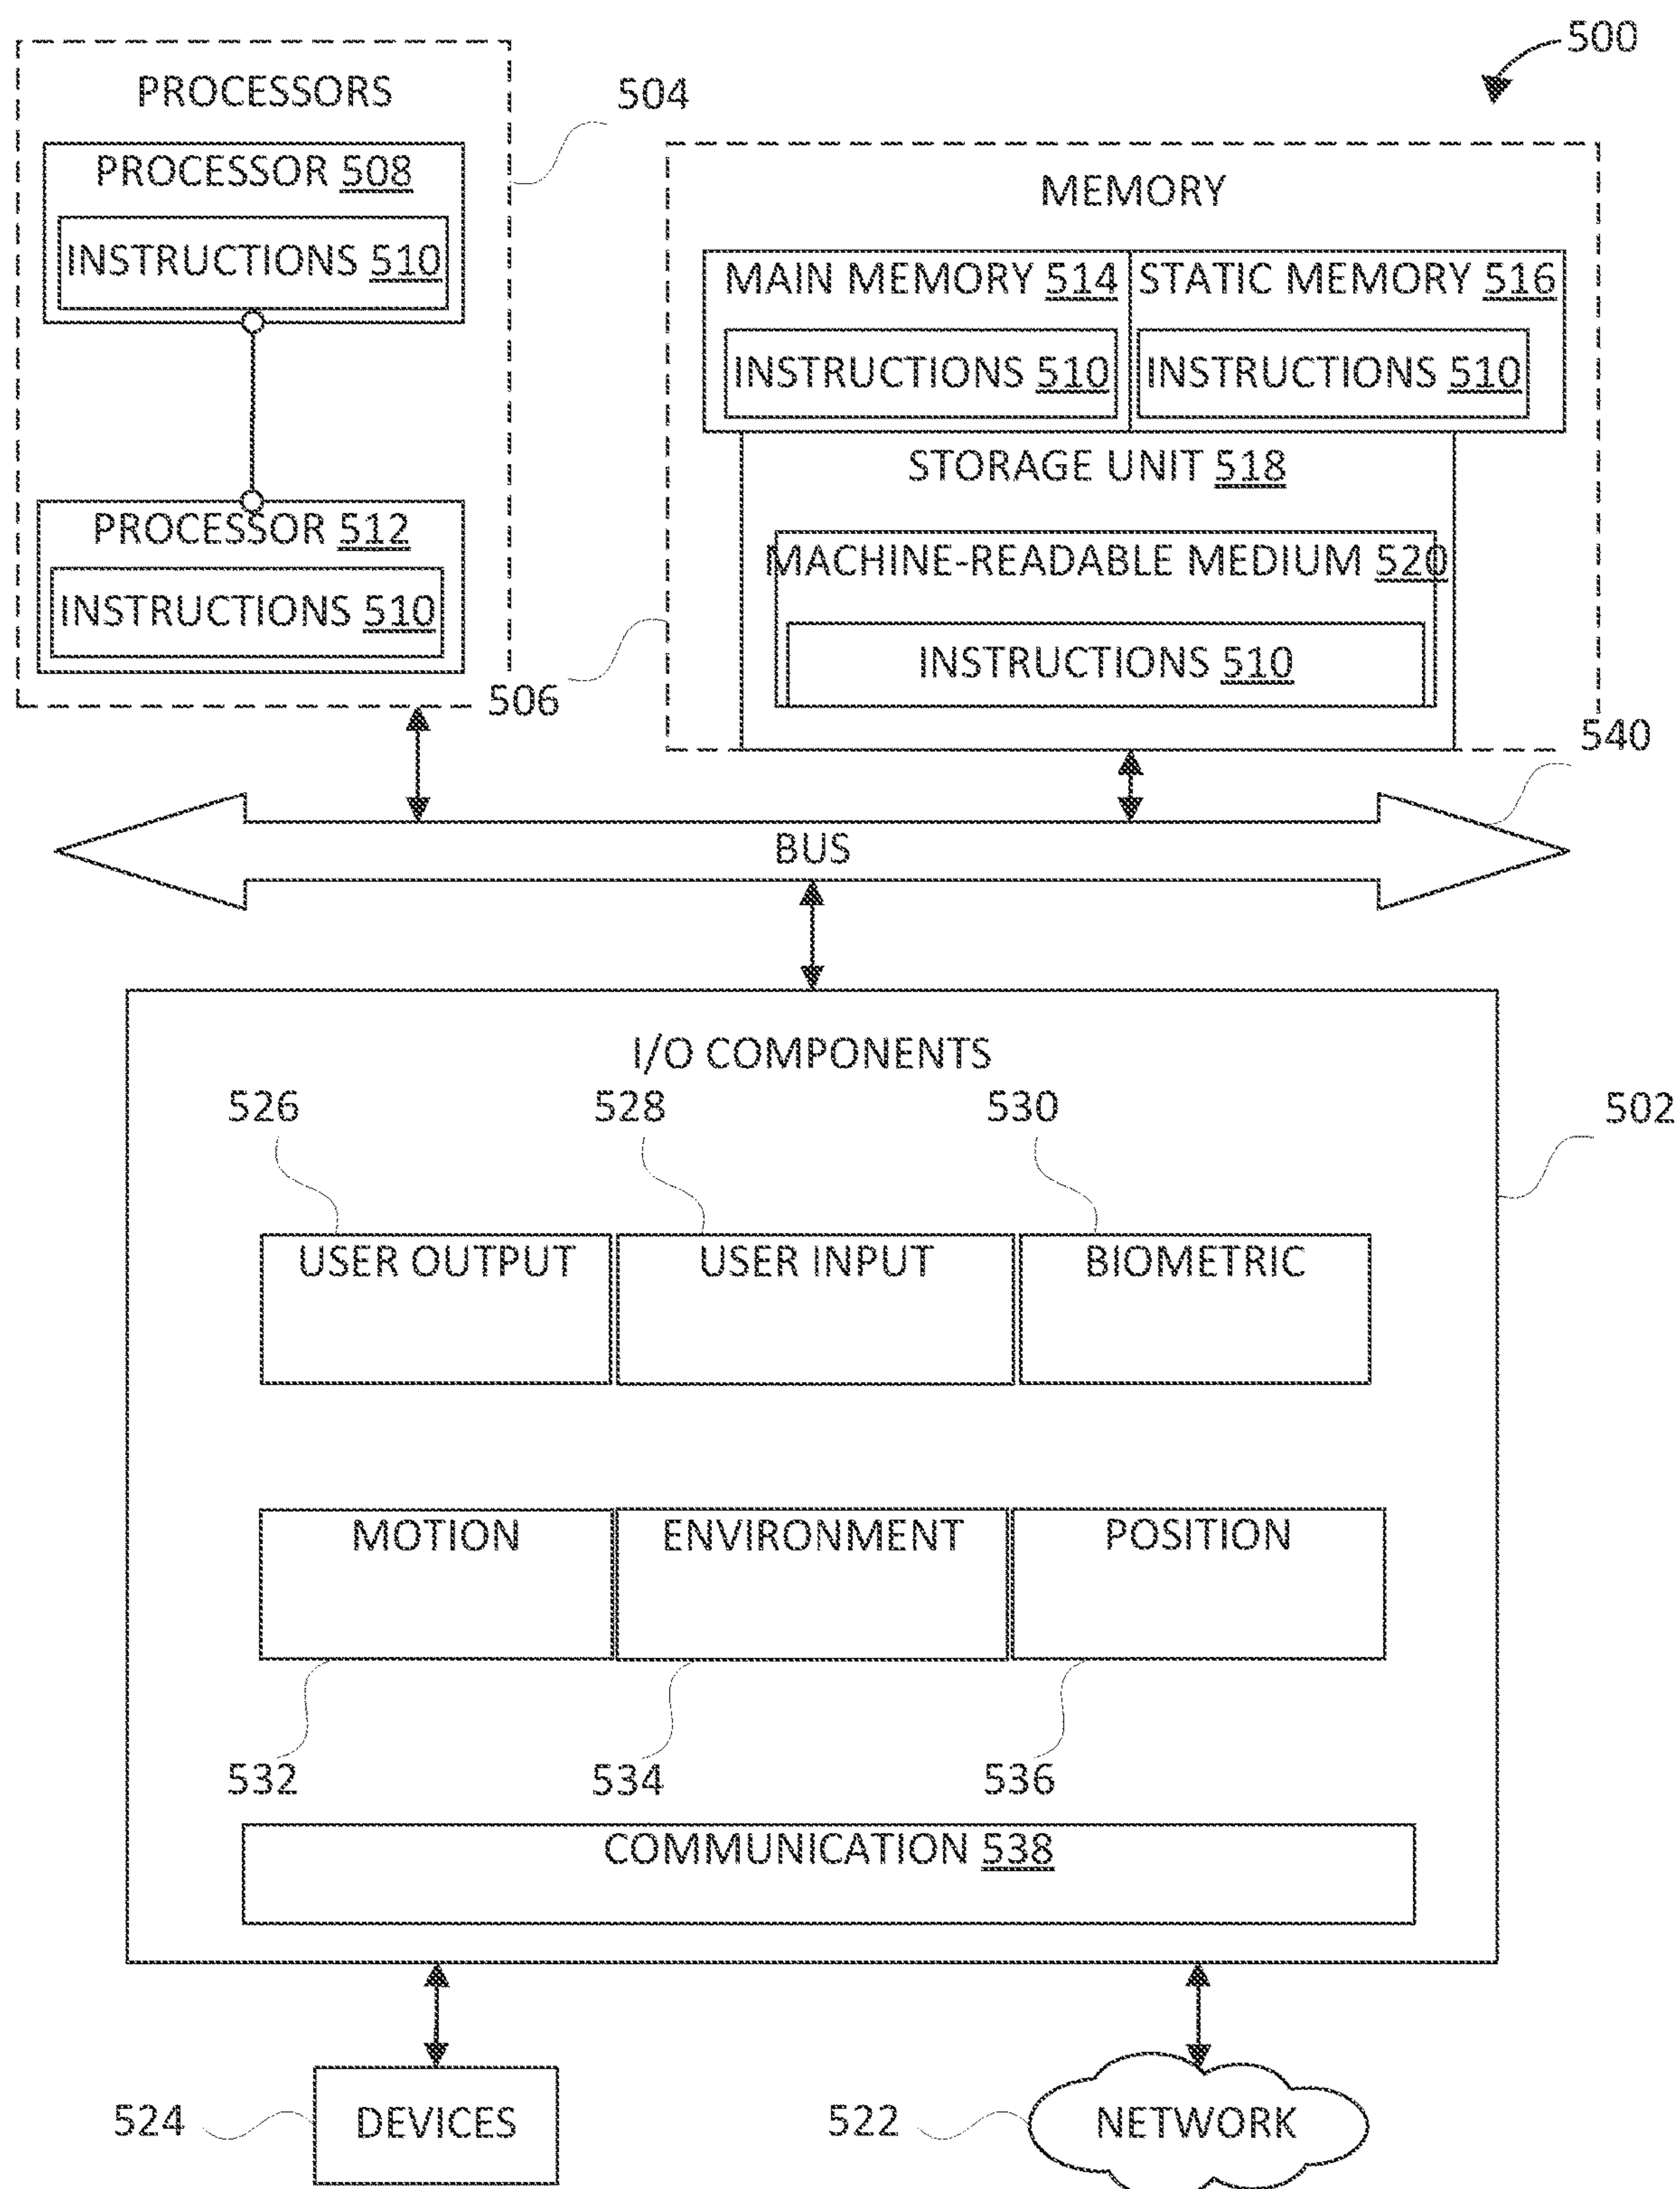 500
PROCESSORS
504
PROCESSOR 508
INSTRUCTIONS 510
PROCESSOR 512
INSTRUCTIONS 510
506
MEMORY
MAIN MEMORY 514
STATIC MEMORY 516
INSTRUCTIONS 510
INSTRUCTIONS 510
STORAGE UNIT 518
MACHINE-READABLE MEDIUM 520
INSTRUCTIONS 510
540
BUS
I/O COMPONENTS
502
526
528
530
USER OUTPUT
USER INPUT
BIOMETRIC
MOTION
ENVIRONMENT
POSITION
532
534
536
COMMUNICATION 538
524
DEVICES
522
NETWORK